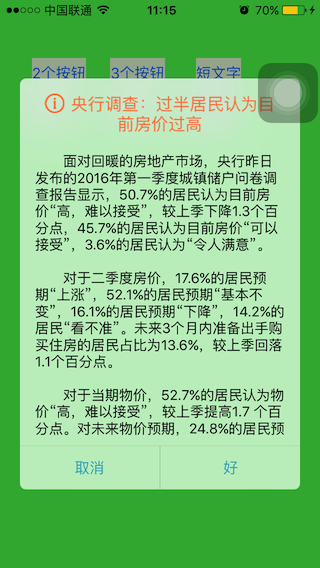 中国联通 11:15 70%
2个按钮 3个按钮 短文字
央行调查：过半居民认为目
前房价过高
面对回暖的房地产市场，央行昨日
发布的2016年第一季度城镇储户问卷调
查报告显示，50.7%的居民认为目前房
价“高，难以接受”，较上季下降1.3个百
分点，45.7%的居民认为目前房价“可以
接受”，3.6%的居民认为“令人满意”。
对于二季度房价，17.6%的居民预
期“上涨”，52.1%的居民预期“基本不
变”，16.1%的居民预期“下降”，14.2%的
居民“看不准”。未来3个月内准备出手购
买住房的居民占比为13.6%，较上季回落
1.1个百分点。
对于当期物价，52.7%的居民认为物
价“高，难以接受”，较上季提高1.7 个百
分点。对未来物价预期，24.8%的居民预
取消 好